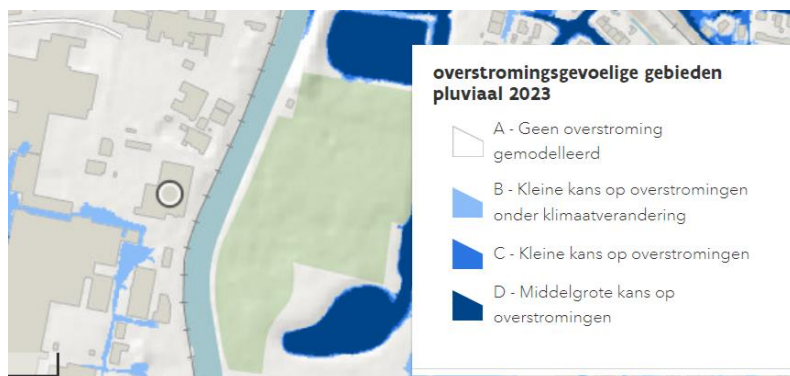 overstromingsgevoelige gebieden
pluviaal 2023
A - Geen overstroming
gemodelleerd
B - Kleine kans op overstromingen
onder klimaatverandering
C - Kleine kans op overstromingen
D - Middelgrote kans op
overstromingen